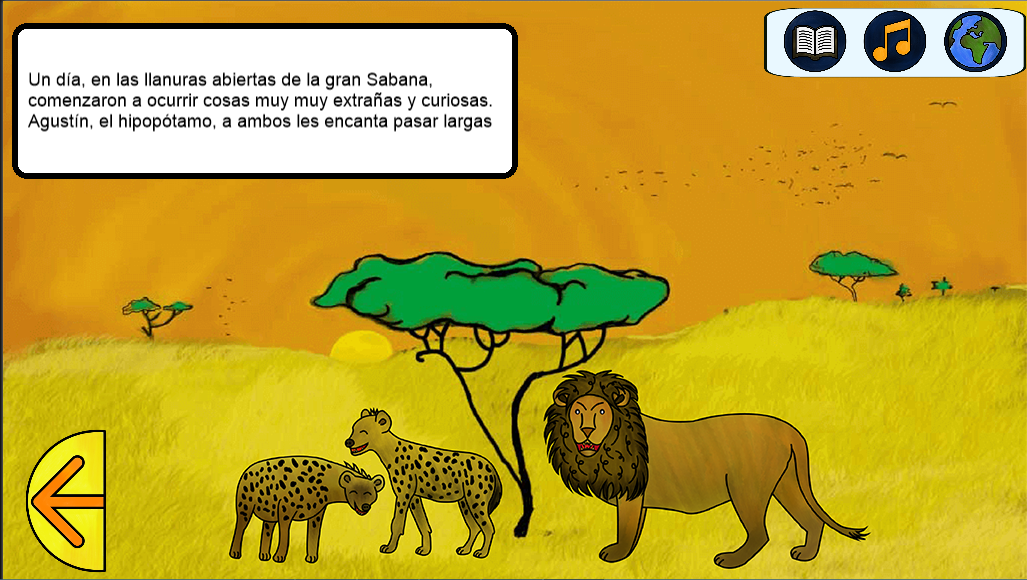 Un día, en las llanuras abiertas de la gran Sabana,
comenzaron a ocurrir cosas muy muy extrañas y curiosas.
Agustín, el hipopótamo, a ambos les encanta pasar largas